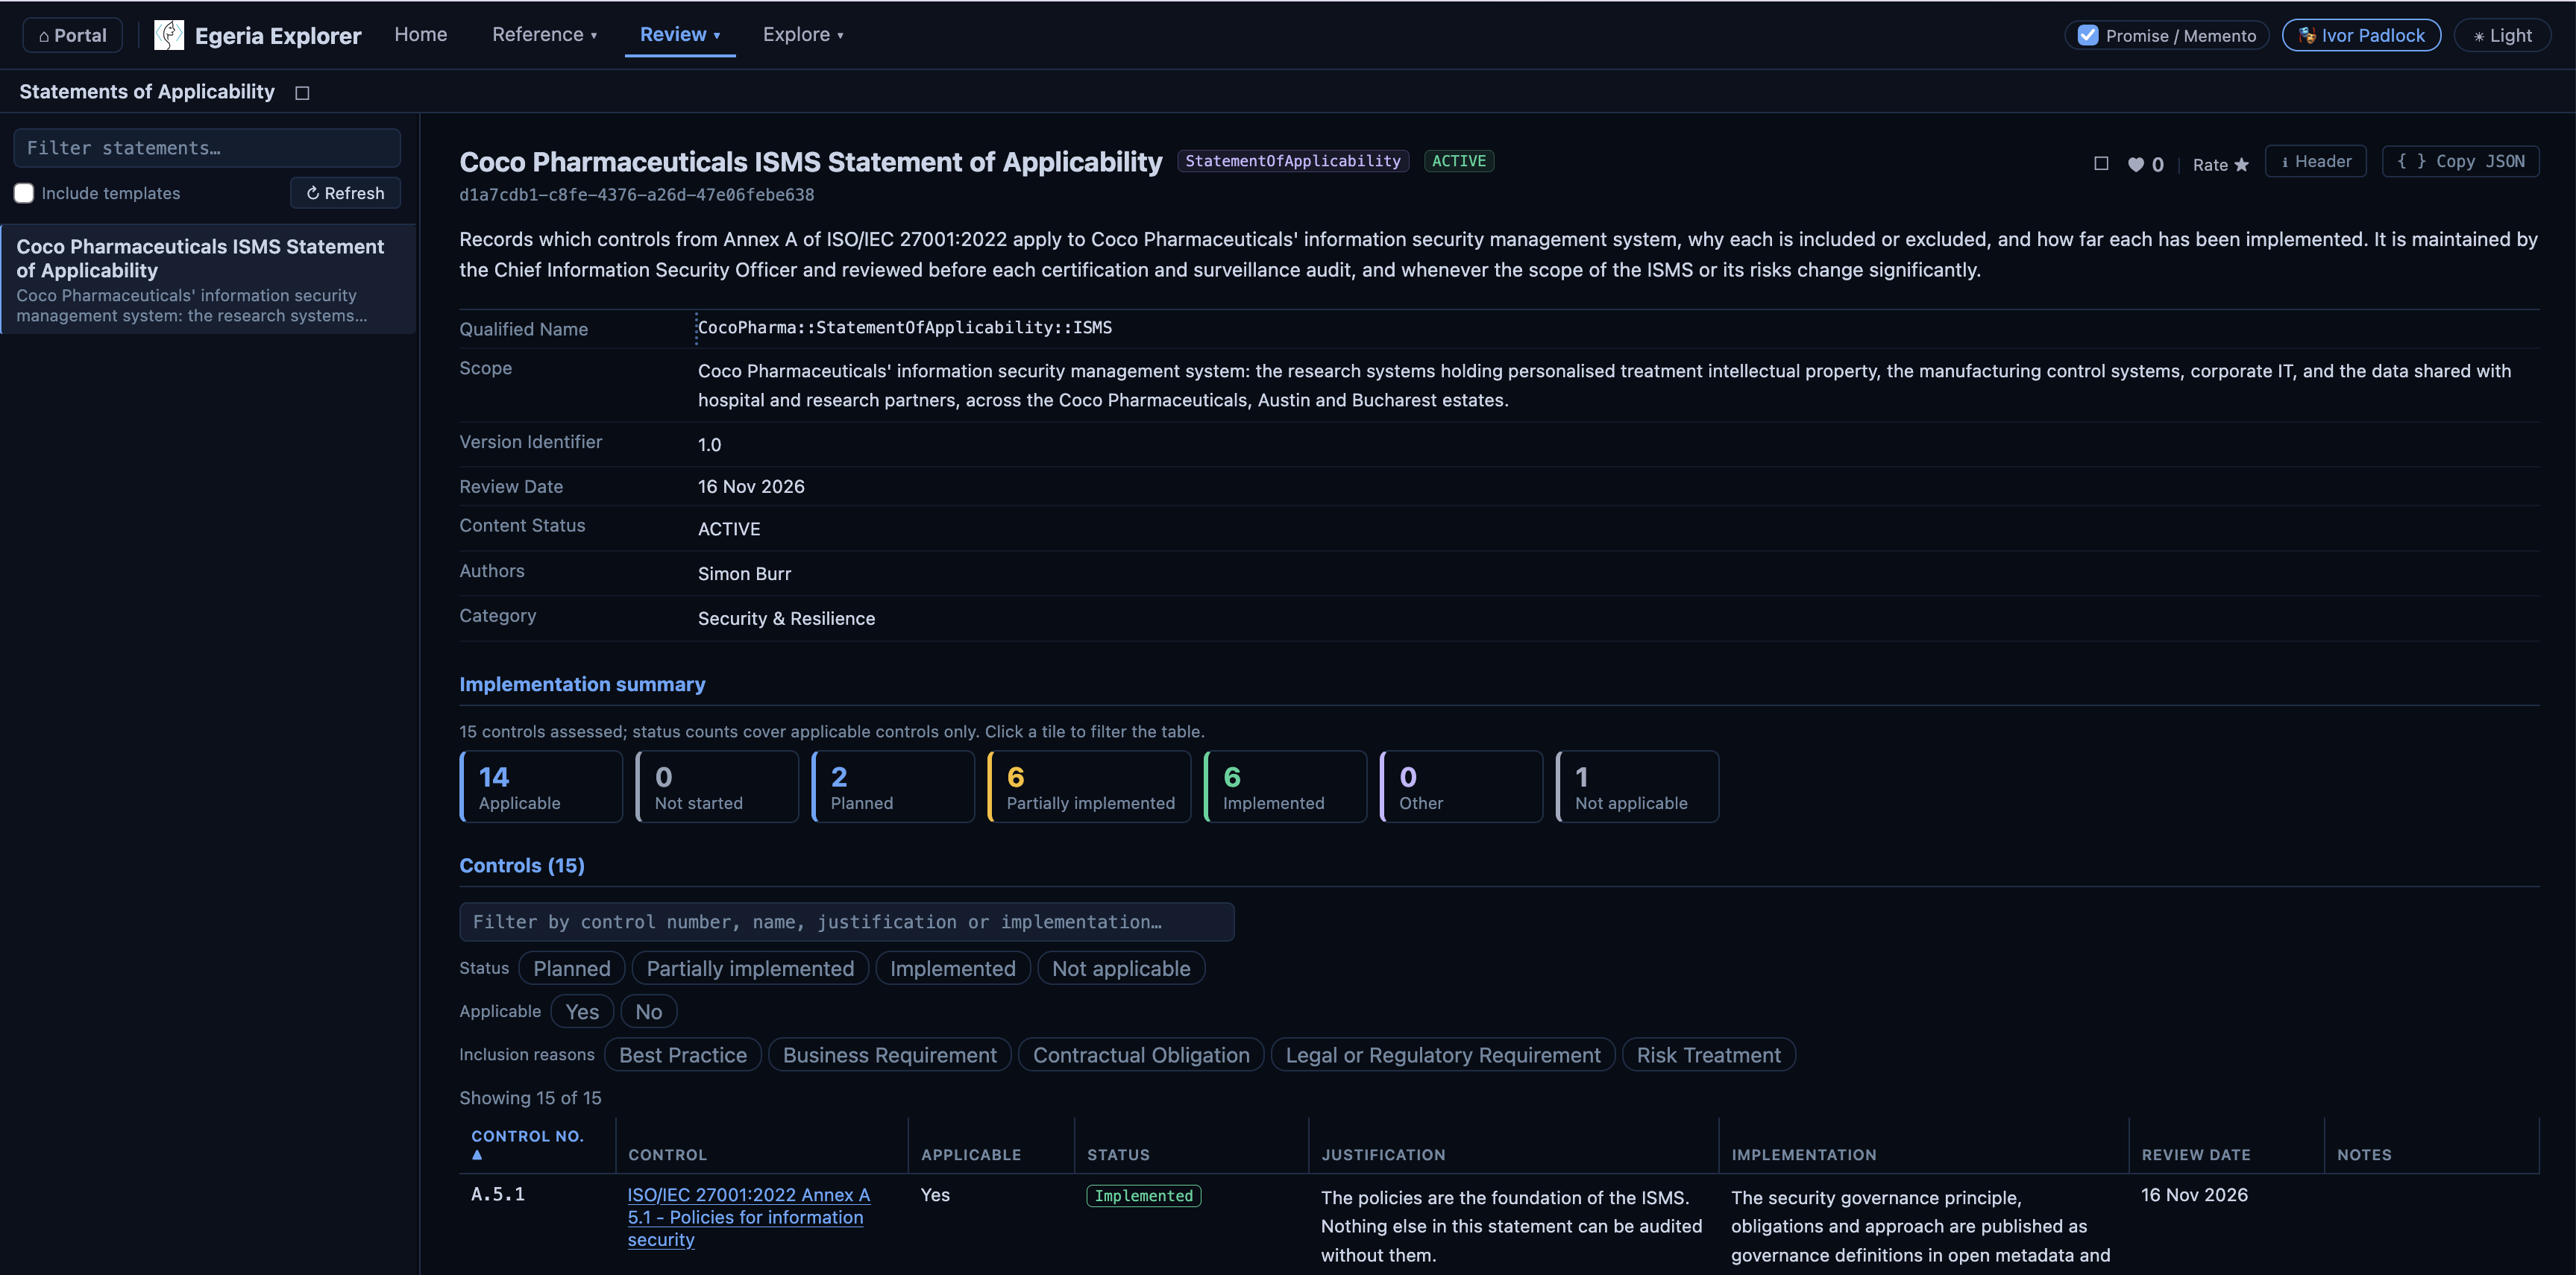 ⌂ Portal
Egeria Explorer
Home
Reference ▾
Review ▾
Explore ▾
Promise / Memento
Ivor Padlock
☀ Light
Statements of Applicability
Filter statements…
Include templates
↻ Refresh
Coco Pharmaceuticals ISMS Statement
of Applicability
Coco Pharmaceuticals' information security
management system: the research systems…
Coco Pharmaceuticals ISMS Statement of Applicability
StatementOfApplicability
ACTIVE
0
Rate ★
i Header
{ } Copy JSON
d1a7cdb1-c8fe-4376-a26d-47e06febe638
Records which controls from Annex A of ISO/IEC 27001:2022 apply to Coco Pharmaceuticals' information security management system, why each is included or excluded, and how far each has been implemented. It is maintained by
the Chief Information Security Officer and reviewed before each certification and surveillance audit, and whenever the scope of the ISMS or its risks change significantly.
Qualified Name
CocoPharma::StatementOfApplicability::ISMS
Scope
Coco Pharmaceuticals' information security management system: the research systems holding personalised treatment intellectual property, the manufacturing control systems, corporate IT, and the data shared with
hospital and research partners, across the Coco Pharmaceuticals, Austin and Bucharest estates.
Version Identifier
1.0
Review Date
16 Nov 2026
Content Status
ACTIVE
Authors
Simon Burr
Category
Security & Resilience
Implementation summary
15 controls assessed; status counts cover applicable controls only. Click a tile to filter the table.
14
Applicable
0
Not started
2
Planned
6
Partially implemented
6
Implemented
0
Other
1
Not applicable
Controls (15)
Filter by control number, name, justification or implementation…
Status
Planned
Partially implemented
Implemented
Not applicable
Applicable
Yes
No
Inclusion reasons
Best Practice
Business Requirement
Contractual Obligation
Legal or Regulatory Requirement
Risk Treatment
Showing 15 of 15
CONTROL NO.
▲
CONTROL
APPLICABLE
STATUS
JUSTIFICATION
IMPLEMENTATION
REVIEW DATE
NOTES
A.5.1
ISO/IEC 27001:2022 Annex A
5.1 - Policies for information
security
Yes
Implemented
The policies are the foundation of the ISMS.
Nothing else in this statement can be audited
without them.
The security governance principle,
obligations and approach are published as
governance definitions in open metadata and
16 Nov 2026